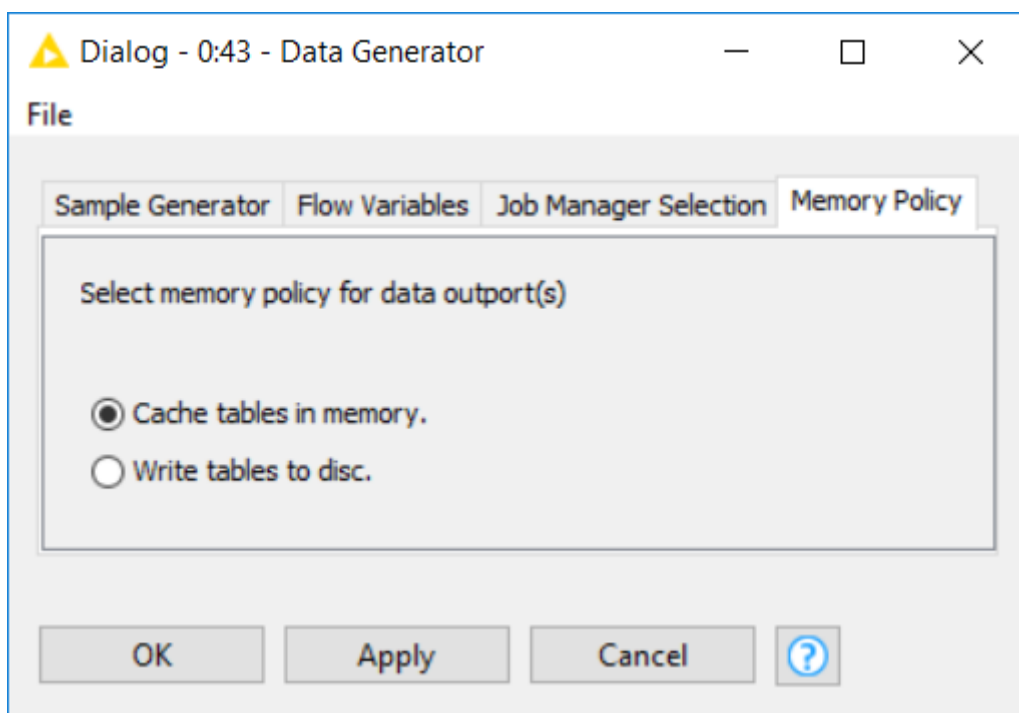 Dialog - 0:43 - Data Generator
File
Sample Generator Flow Variables Job Manager Selection Memory Policy
Select memory policy for data outport(s)
Cache tables in memory.
Write tables to disc.
OK Apply Cancel ?